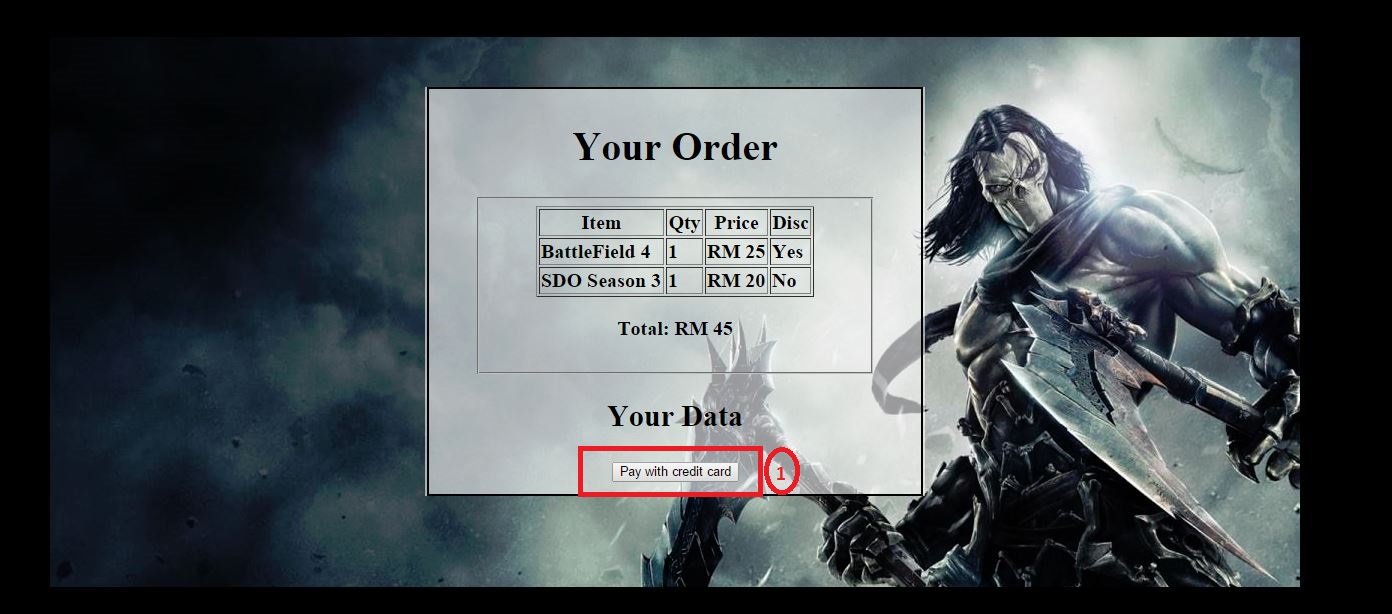 Your Order
Item Qty Price Disc
BattleField 4 1 RM 25 Yes
SDO Season 3 1 RM 20 No
Total: RM 45
Your Data
Pay with credit card 1